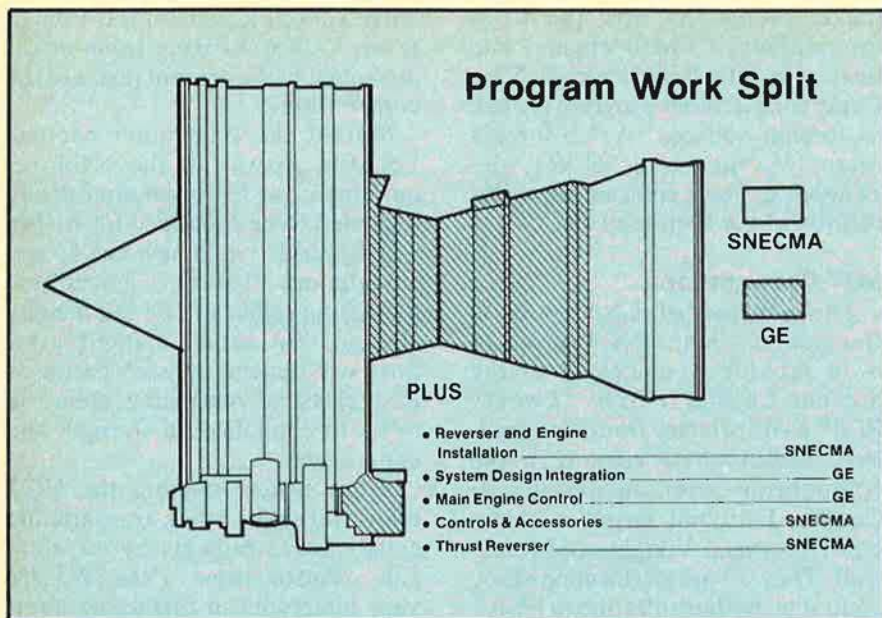 Program Work Split
SNECMA
GE
PLUS
• Reverser and Engine
Installation SNECMA
• System Design Integration GE
• Main Engine Control GE
• Controls & Accessories SNECMA
• Thrust Reverser SNECMA